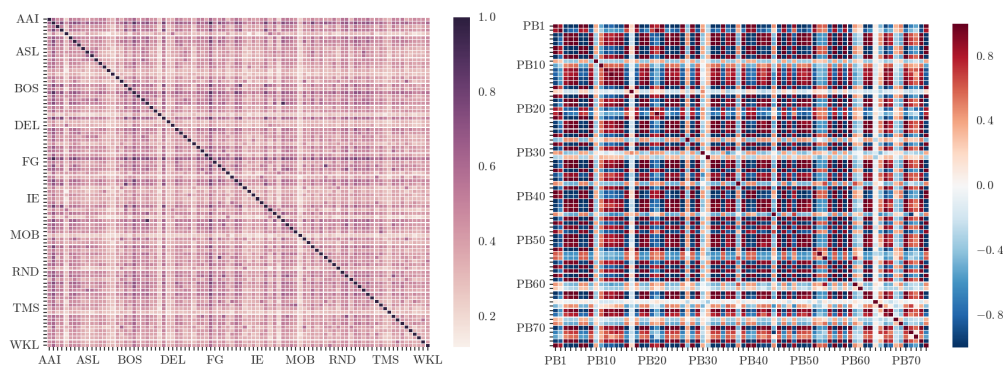 AAI
ASL
BOS
DEL
FG
IE
MOB
RND
TMS
WKL
AAI ASL BOS DEL FG IE MOB RND TMS WKL
1.0
0.8
0.6
0.4
0.2
PB1
PB10
PB20
PB30
PB40
PB50
PB60
PB70
PB1 PB10 PB20 PB30 PB40 PB50 PB60 PB70
0.8
0.4
0.0
−0.4
−0.8